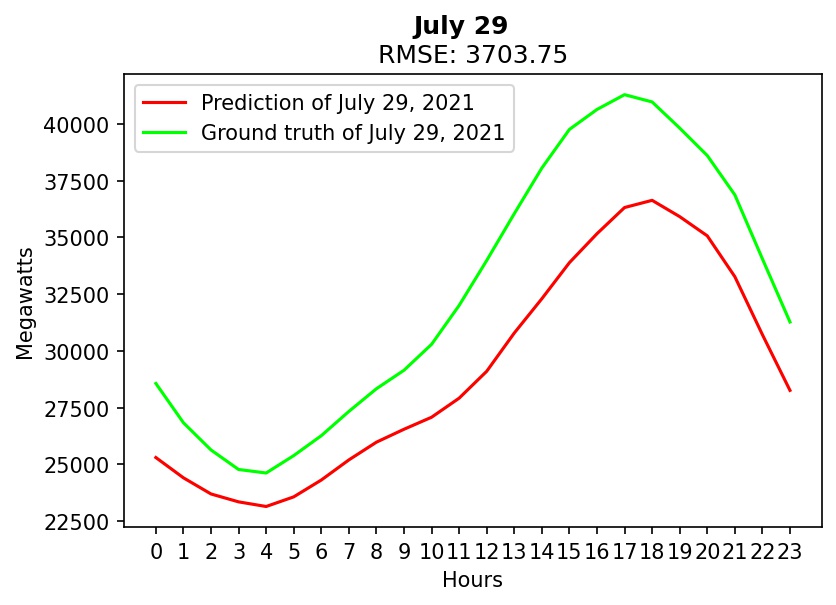 July 29
RMSE: 3703.75
Prediction of July 29, 2021
Ground truth of July 29, 2021
40000
37500
35000
32500
30000
27500
25000
22500
Megawatts
0 1 2 3 4 5 6 7 8 9 10 11 12 13 14 15 16 17 18 19 20 21 22 23
Hours